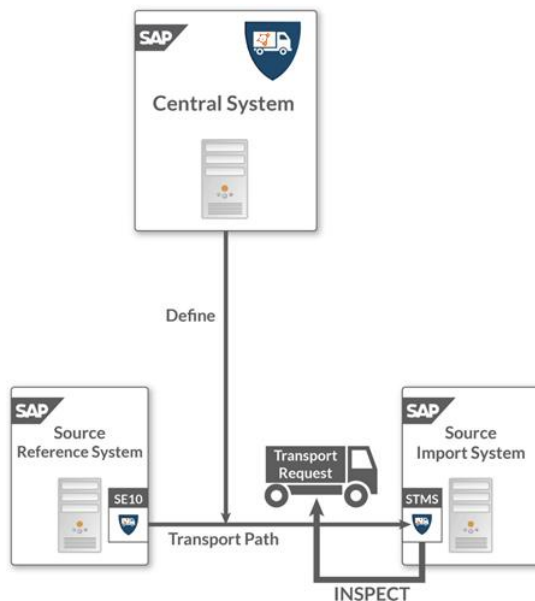 SAP
Central System
Define
SAP
Source
Reference System
SE10
Transport
Request
SAP
Source
Import System
STMS
Transport Path
INSPECT